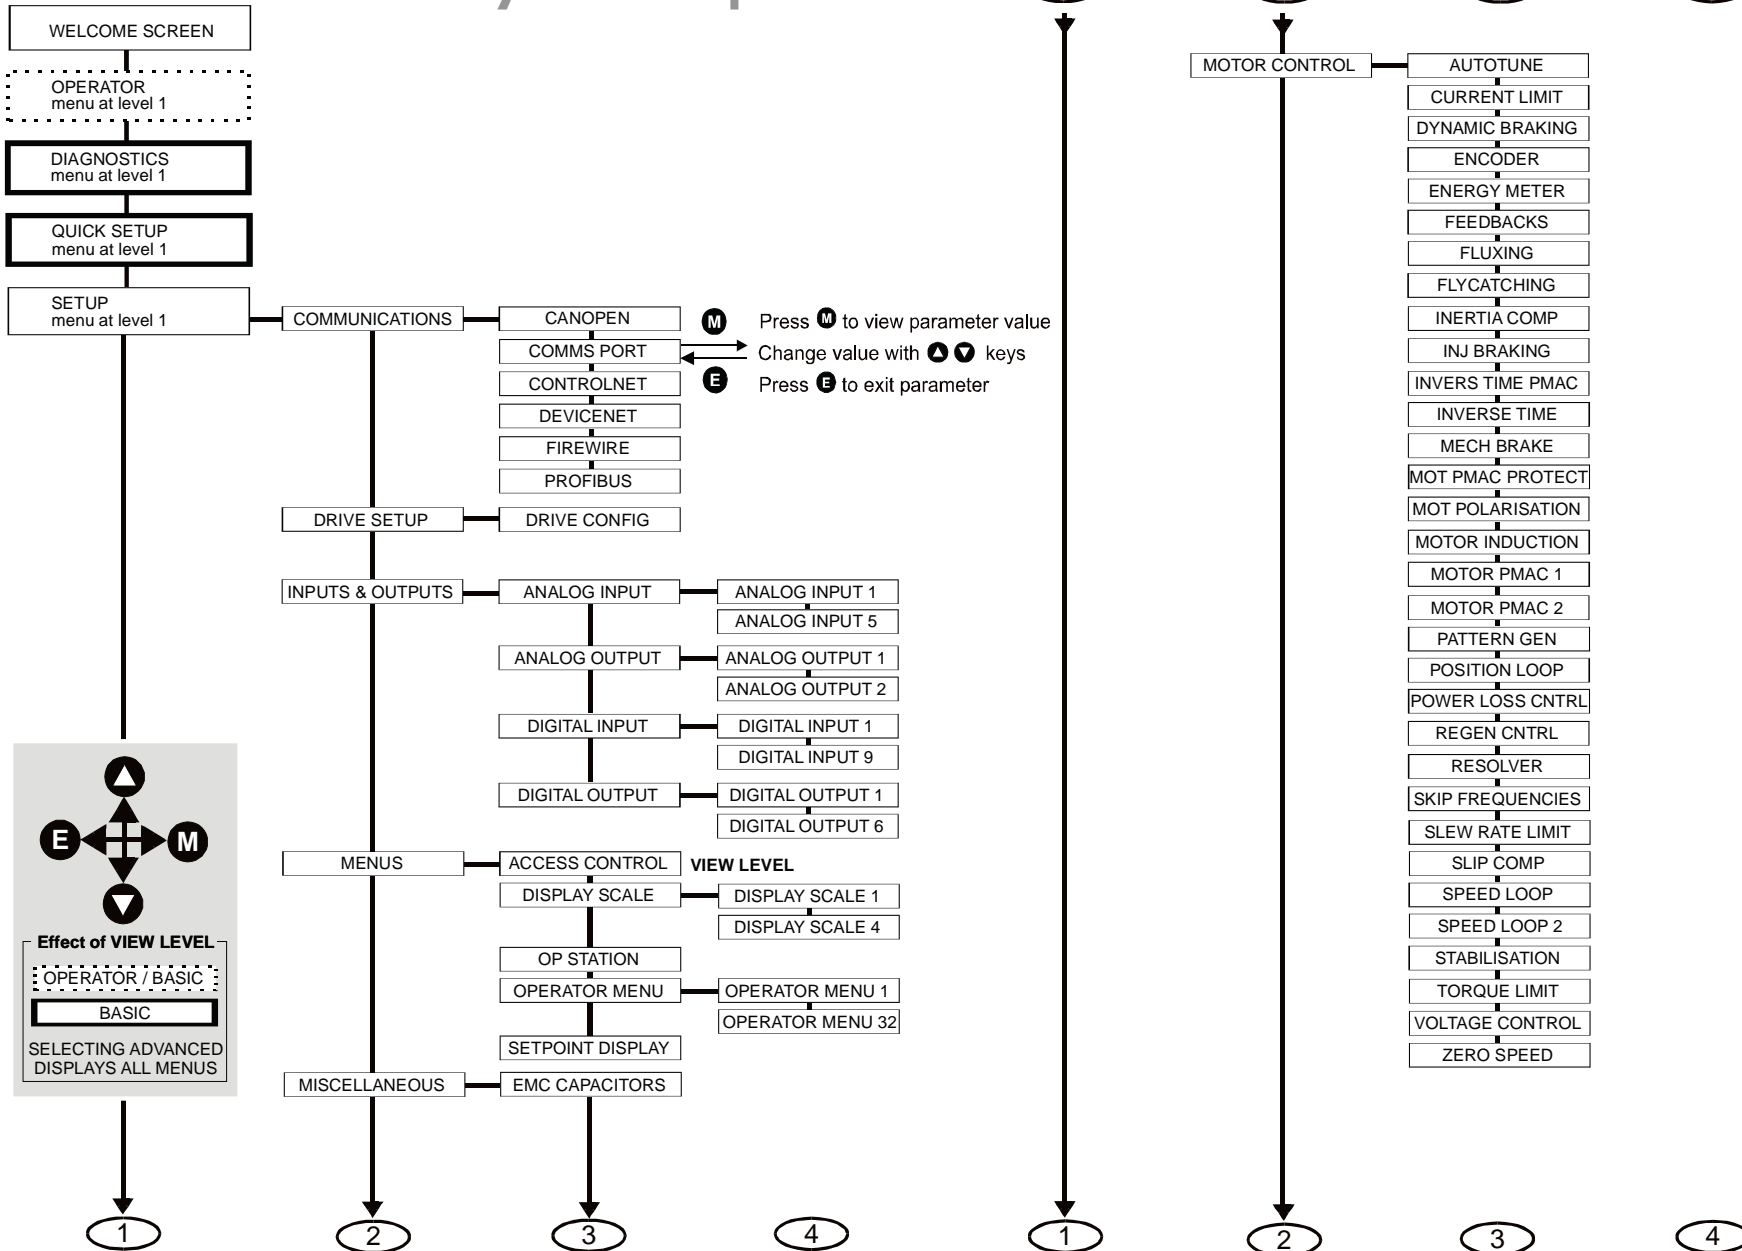 WELCOME SCREEN
OPERATOR
menu at level 1
DIAGNOSTICS
menu at level 1
QUICK SETUP
menu at level 1
SETUP
menu at level 1
COMMUNICATIONS
CANOPEN
COMMS PORT
CONTROLNET
DEVICENET
FIREWIRE
PROFIBUS
M Press M to view parameter value
Change value with keys
E Press E to exit parameter
DRIVE SETUP
DRIVE CONFIG
INPUTS & OUTPUTS
ANALOG INPUT
ANALOG INPUT 1
ANALOG INPUT 5
ANALOG OUTPUT
ANALOG OUTPUT 1
ANALOG OUTPUT 2
DIGITAL INPUT
DIGITAL INPUT 1
DIGITAL INPUT 9
DIGITAL OUTPUT
DIGITAL OUTPUT 1
DIGITAL OUTPUT 6
MENUS
ACCESS CONTROL
VIEW LEVEL
DISPLAY SCALE
DISPLAY SCALE 1
DISPLAY SCALE 4
OP STATION
OPERATOR MENU
OPERATOR MENU 1
OPERATOR MENU 32
SETPOINT DISPLAY
MISCELLANEOUS
EMC CAPACITORS
E
M
Effect of VIEW LEVEL
OPERATOR / BASIC
BASIC
SELECTING ADVANCED
DISPLAYS ALL MENUS
1
2
3
4
MOTOR CONTROL
AUTOTUNE
CURRENT LIMIT
DYNAMIC BRAKING
ENCODER
ENERGY METER
FEEDBACKS
FLUXING
FLYCATCHING
INERTIA COMP
INJ BRAKING
INVERS TIME PMAC
INVERSE TIME
MECH BRAKE
MOT PMAC PROTECT
MOT POLARISATION
MOTOR INDUCTION
MOTOR PMAC 1
MOTOR PMAC 2
PATTERN GEN
POSITION LOOP
POWER LOSS CNTRL
REGEN CNTRL
RESOLVER
SKIP FREQUENCIES
SLEW RATE LIMIT
SLIP COMP
SPEED LOOP
SPEED LOOP 2
STABILISATION
TORQUE LIMIT
VOLTAGE CONTROL
ZERO SPEED
1
2
3
4